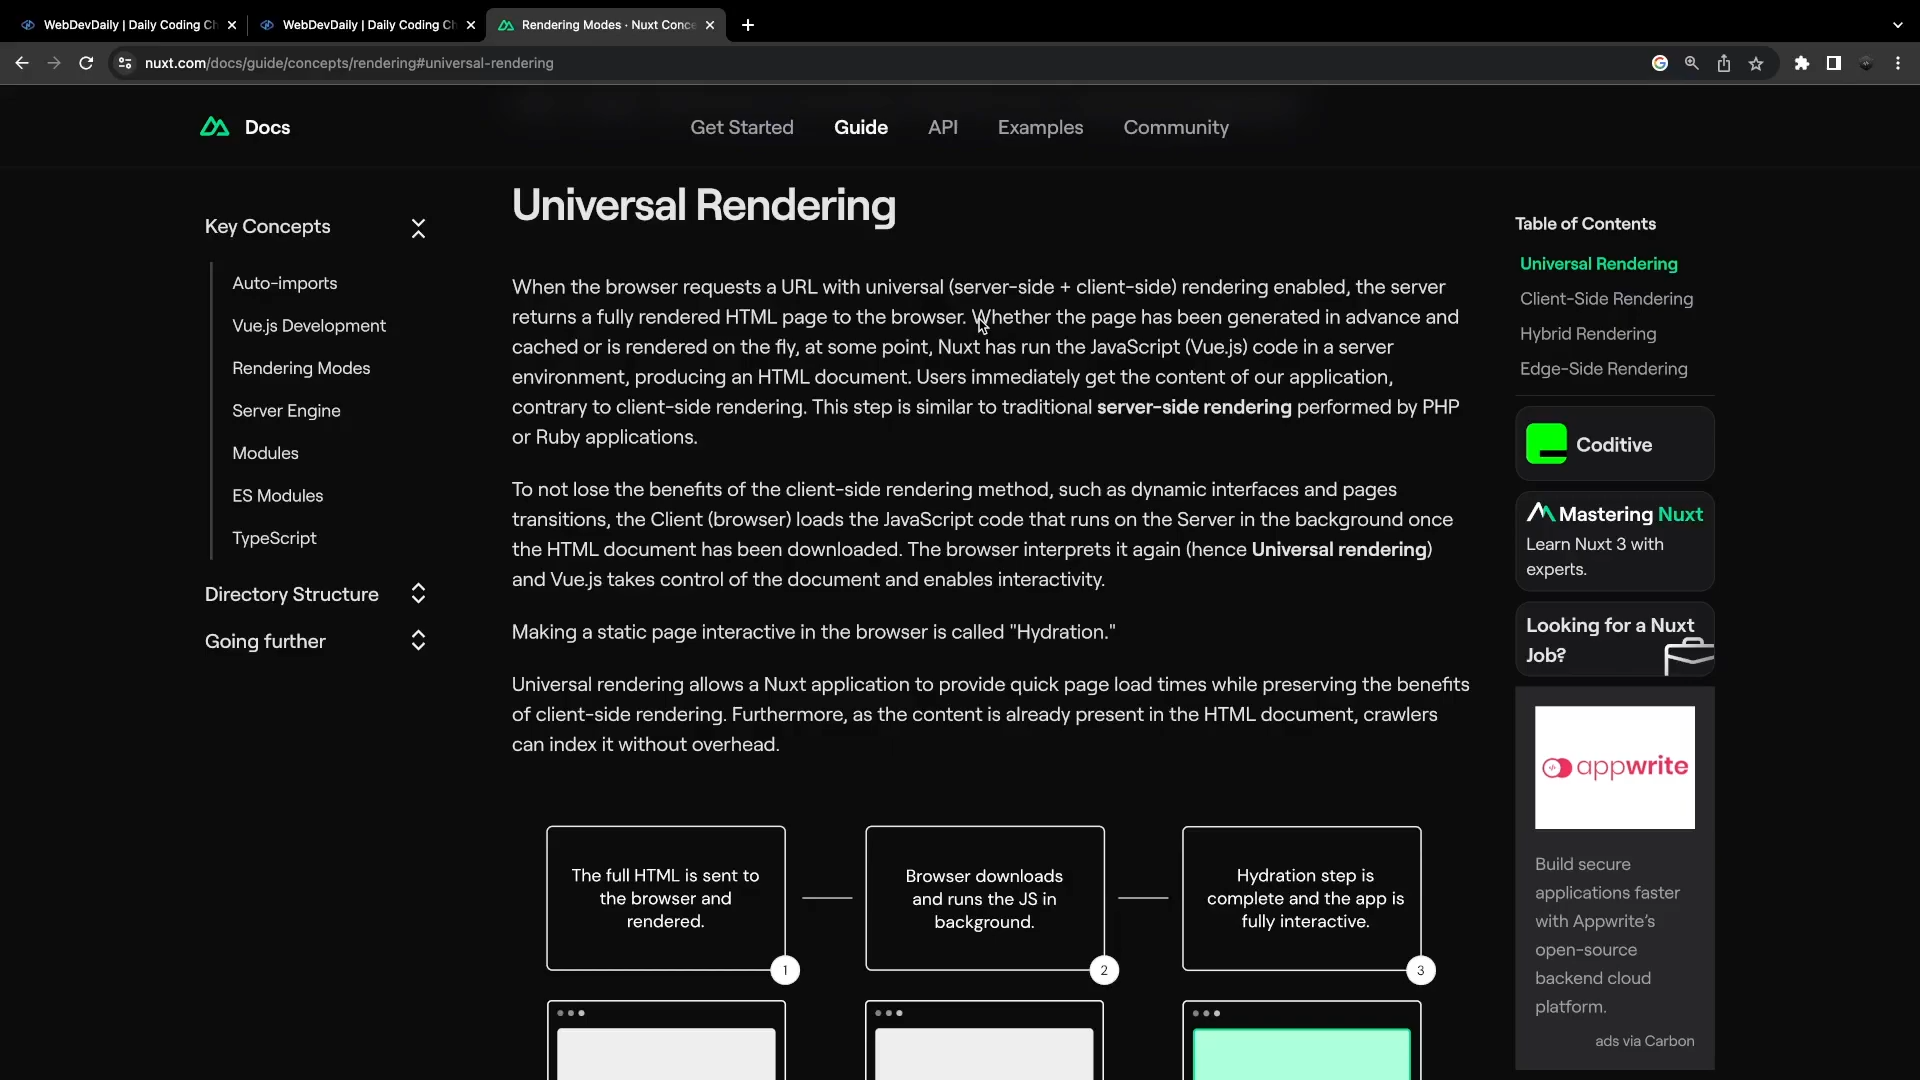 WebDevDaily | Daily Coding Ch
WebDevDaily | Daily Coding Ch
Rendering Modes · Nuxt Conce
nuxt.com/docs/guide/concepts/rendering#universal-rendering
Docs
Get Started
Guide
API
Examples
Community
Key Concepts
Auto-imports
Vue.js Development
Rendering Modes
Server Engine
Modules
ES Modules
TypeScript
Directory Structure
Going further
Universal Rendering
When the browser requests a URL with universal (server-side + client-side) rendering enabled, the server
returns a fully rendered HTML page to the browser. Whether the page has been generated in advance and
cached or is rendered on the fly, at some point, Nuxt has run the JavaScript (Vue.js) code in a server
environment, producing an HTML document. Users immediately get the content of our application,
contrary to client-side rendering. This step is similar to traditional server-side rendering performed by PHP
or Ruby applications.
To not lose the benefits of the client-side rendering method, such as dynamic interfaces and pages
transitions, the Client (browser) loads the JavaScript code that runs on the Server in the background once
the HTML document has been downloaded. The browser interprets it again (hence Universal rendering)
and Vue.js takes control of the document and enables interactivity.
Making a static page interactive in the browser is called "Hydration."
Universal rendering allows a Nuxt application to provide quick page load times while preserving the benefits
of client-side rendering. Furthermore, as the content is already present in the HTML document, crawlers
can index it without overhead.
The full HTML is sent to
the browser and
rendered.
1
Browser downloads
and runs the JS in
background.
2
Hydration step is
complete and the app is
fully interactive.
3
Table of Contents
Universal Rendering
Client-Side Rendering
Hybrid Rendering
Edge-Side Rendering
Coditive
Mastering Nuxt
Learn Nuxt 3 with
experts.
Looking for a Nuxt
Job?
appwrite
Build secure
applications faster
with Appwrite's
open-source
backend cloud
platform.
ads via Carbon